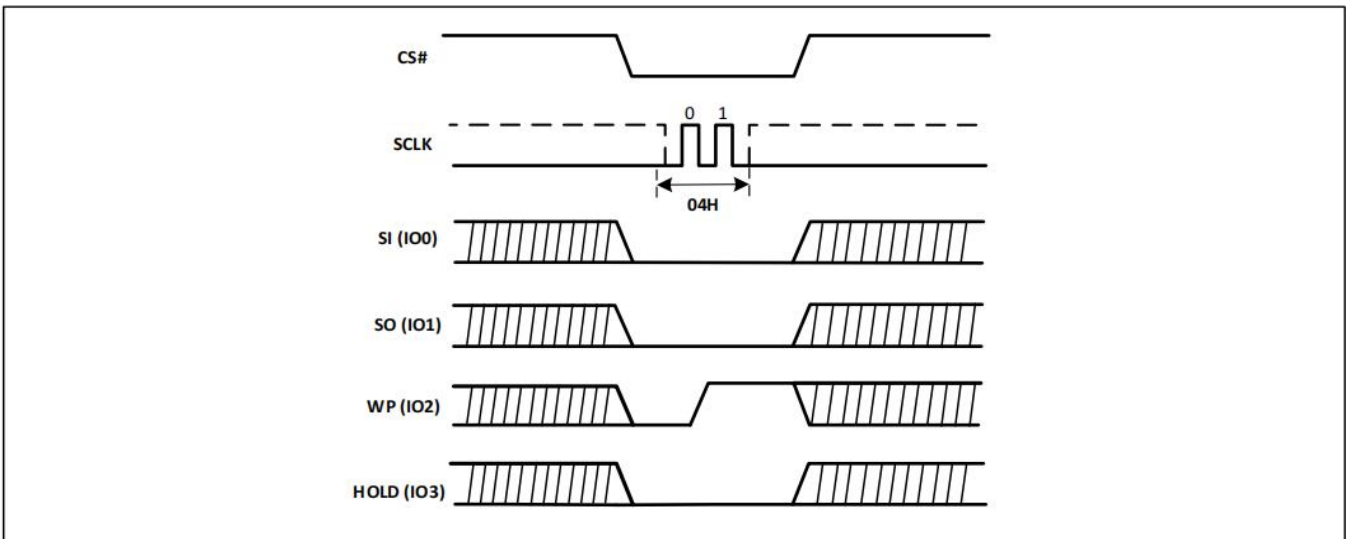 CS#
0 1
SCLK
04H
SI (IO0)
SO (IO1)
WP (IO2)
HOLD (IO3)